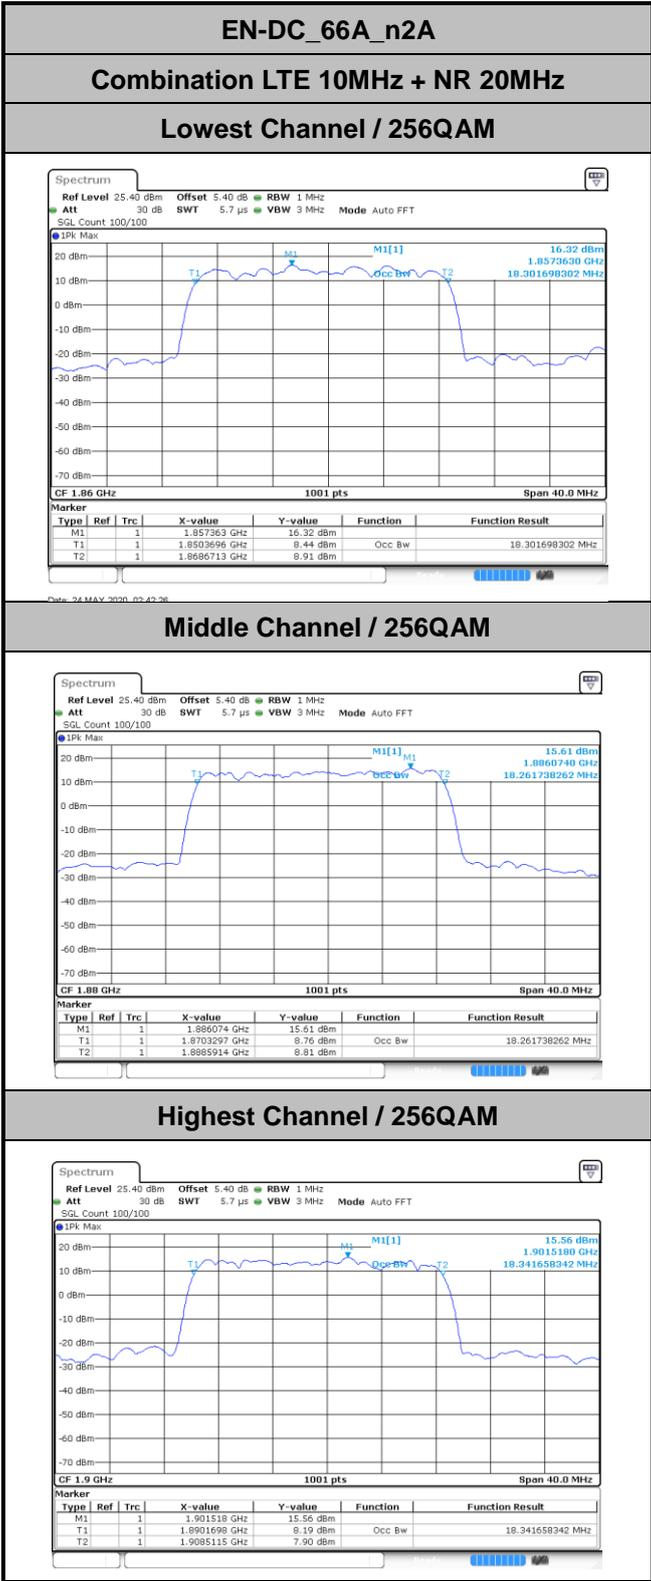 EN-DC_66A_n2A
Combination LTE 10MHz + NR 20MHz
Lowest Channel / 256QAM
Spectrum
Ref Level 25.40 dBm Offset 5.40 dB RBW 1 MHz
Att 30 dB SWT 5.7 µs VBW 3 MHz Mode Auto FFT
SGL Count 100/100
1Pk Max
M1[1] 16.32 dBm
1.8573630 GHz
Occ Bw 18.301698302 MHz
M1
T1
T2
20 dBm
10 dBm
0 dBm
-10 dBm
-20 dBm
-30 dBm
-40 dBm
-50 dBm
-60 dBm
-70 dBm
CF 1.86 GHz 1001 pts Span 40.0 MHz
Marker
Type Ref Trc X-value Y-value Function Function Result
M1 1 1.857363 GHz 16.32 dBm
T1 1 1.8503696 GHz 8.44 dBm Occ Bw 18.301698302 MHz
T2 1 1.8686713 GHz 8.91 dBm
Date: 24 MAY 2020 02:42:26
Middle Channel / 256QAM
Spectrum
Ref Level 25.40 dBm Offset 5.40 dB RBW 1 MHz
Att 30 dB SWT 5.7 µs VBW 3 MHz Mode Auto FFT
SGL Count 100/100
1Pk Max
M1[1] 15.61 dBm
1.8860740 GHz
Occ Bw 18.261738262 MHz
M1
T1
T2
20 dBm
10 dBm
0 dBm
-10 dBm
-20 dBm
-30 dBm
-40 dBm
-50 dBm
-60 dBm
-70 dBm
CF 1.88 GHz 1001 pts Span 40.0 MHz
Marker
Type Ref Trc X-value Y-value Function Function Result
M1 1 1.886074 GHz 15.61 dBm
T1 1 1.8703297 GHz 8.76 dBm Occ Bw 18.261738262 MHz
T2 1 1.8885914 GHz 8.81 dBm
Highest Channel / 256QAM
Spectrum
Ref Level 25.40 dBm Offset 5.40 dB RBW 1 MHz
Att 30 dB SWT 5.7 µs VBW 3 MHz Mode Auto FFT
SGL Count 100/100
1Pk Max
M1[1] 15.56 dBm
1.9015180 GHz
Occ Bw 18.341658342 MHz
M1
T1
T2
20 dBm
10 dBm
0 dBm
-10 dBm
-20 dBm
-30 dBm
-40 dBm
-50 dBm
-60 dBm
-70 dBm
CF 1.9 GHz 1001 pts Span 40.0 MHz
Marker
Type Ref Trc X-value Y-value Function Function Result
M1 1 1.901518 GHz 15.56 dBm
T1 1 1.8901698 GHz 8.19 dBm Occ Bw 18.341658342 MHz
T2 1 1.9085115 GHz 7.90 dBm